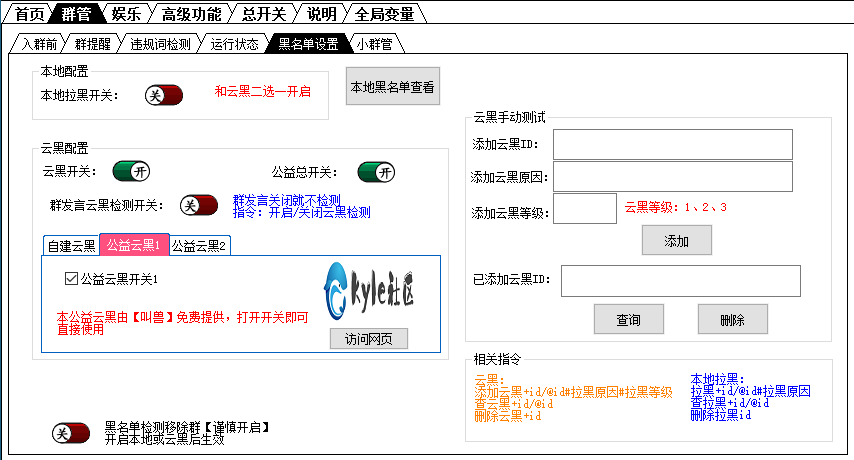 首页 群管 娱乐 高级功能 总开关 说明 全局变量
入群前 群提醒 违规词检测 运行状态 黑名单设置 小群管
本地配置
本地拉黑开关： 关 和云黑二选一开启
本地黑名单查看
云黑配置
云黑开关： 开 公益总开关： 开
群发言云黑检测开关： 关 群发言关闭就不检测
指令：开启/关闭云黑检测
自建云黑 公益云黑1 公益云黑2
公益云黑开关1
kyle社区
本公益云黑由【叫兽】免费提供，打开开关即可
直接使用
访问网页
关 黑名单检测移除群【谨慎开启】
开启本地或云黑后生效
云黑手动测试
添加云黑ID：
添加云黑原因：
添加云黑等级： 云黑等级：1、2、3
添加
已添加云黑ID：
查询 删除
相关指令
云黑：
添加云黑+id/@id#拉黑原因#拉黑等级
查云黑+id/@id
删除云黑+id
本地拉黑：
拉黑+id/@id#拉黑原因
查拉黑+id/@id
删除拉黑id